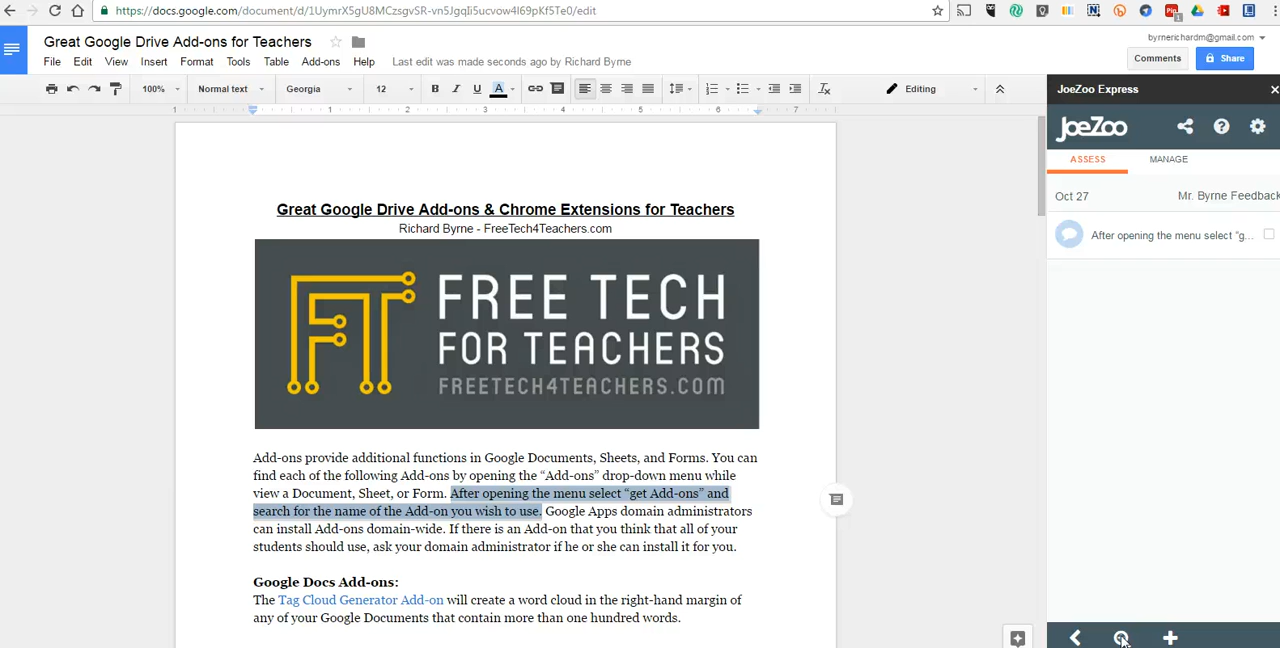 https://docs.google.com/document/d/1UymrX5gU8MCzsgvSR-vn5JgqIi5ucvow4I69pKf5Te0/edit
Great Google Drive Add-ons for Teachers
byrnerichardm@gmail.com
File Edit View Insert Format Tools Table Add-ons Help Last edit was made seconds ago by Richard Byrne
Comments Share
100% Normal text Georgia 12 B I U A Editing
JoeZoo Express
1 1 2 3 4 5 6 7
JoeZoo
ASSESS MANAGE
Oct 27 Mr. Byrne Feedback
After opening the menu select "g...
Great Google Drive Add-ons & Chrome Extensions for Teachers
Richard Byrne - FreeTech4Teachers.com
FT
FREE TECH
FOR TEACHERS
FREETECH4TEACHERS.COM
Add-ons provide additional functions in Google Documents, Sheets, and Forms. You can
find each of the following Add-ons by opening the “Add-ons” drop-down menu while
view a Document, Sheet, or Form. After opening the menu select “get Add-ons” and
search for the name of the Add-on you wish to use. Google Apps domain administrators
can install Add-ons domain-wide. If there is an Add-on that you think that all of your
students should use, ask your domain administrator if he or she can install it for you.
Google Docs Add-ons:
The Tag Cloud Generator Add-on will create a word cloud in the right-hand margin of
any of your Google Documents that contain more than one hundred words.